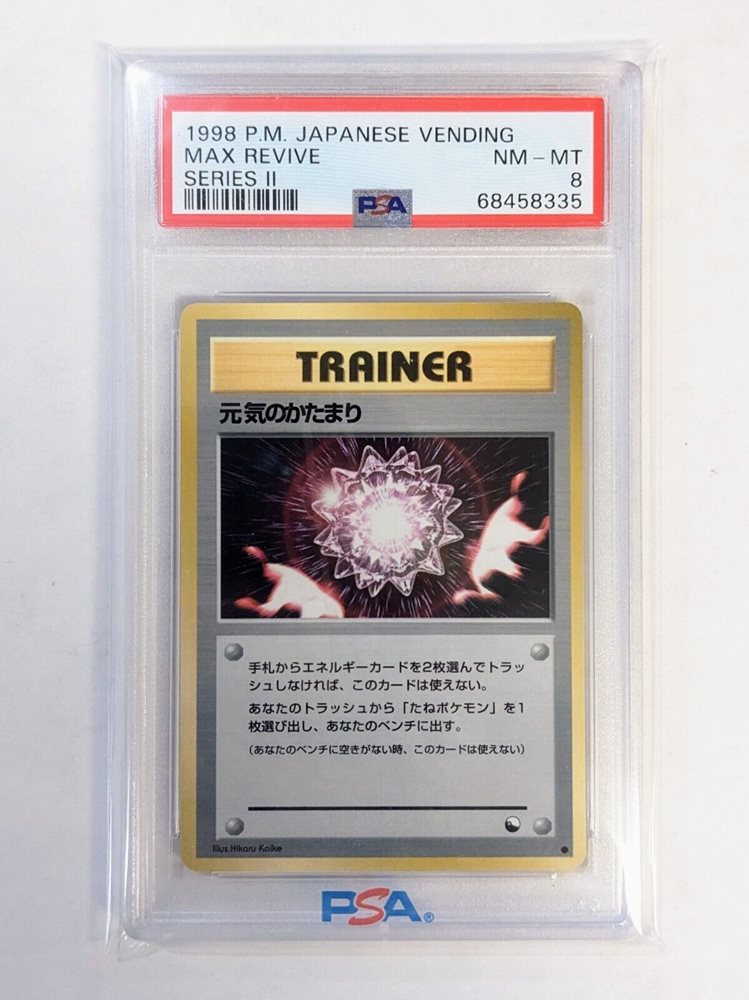 1998 P.M. JAPANESE VENDING
MAX REVIVE NM - MT
SERIES II 8
PSA 68458335
TRAINER
元気のかたまり
手札からエネルギーカードを2枚選んでトラッ
シュしなければ、このカードは使えない。
あなたのトラッシュから「たねポケモン」を1
枚選び出し、あなたのベンチに出す。
(あなたのベンチに空きがない時、このカードは使えない)
Illus.Hikaru Koike
PSA®